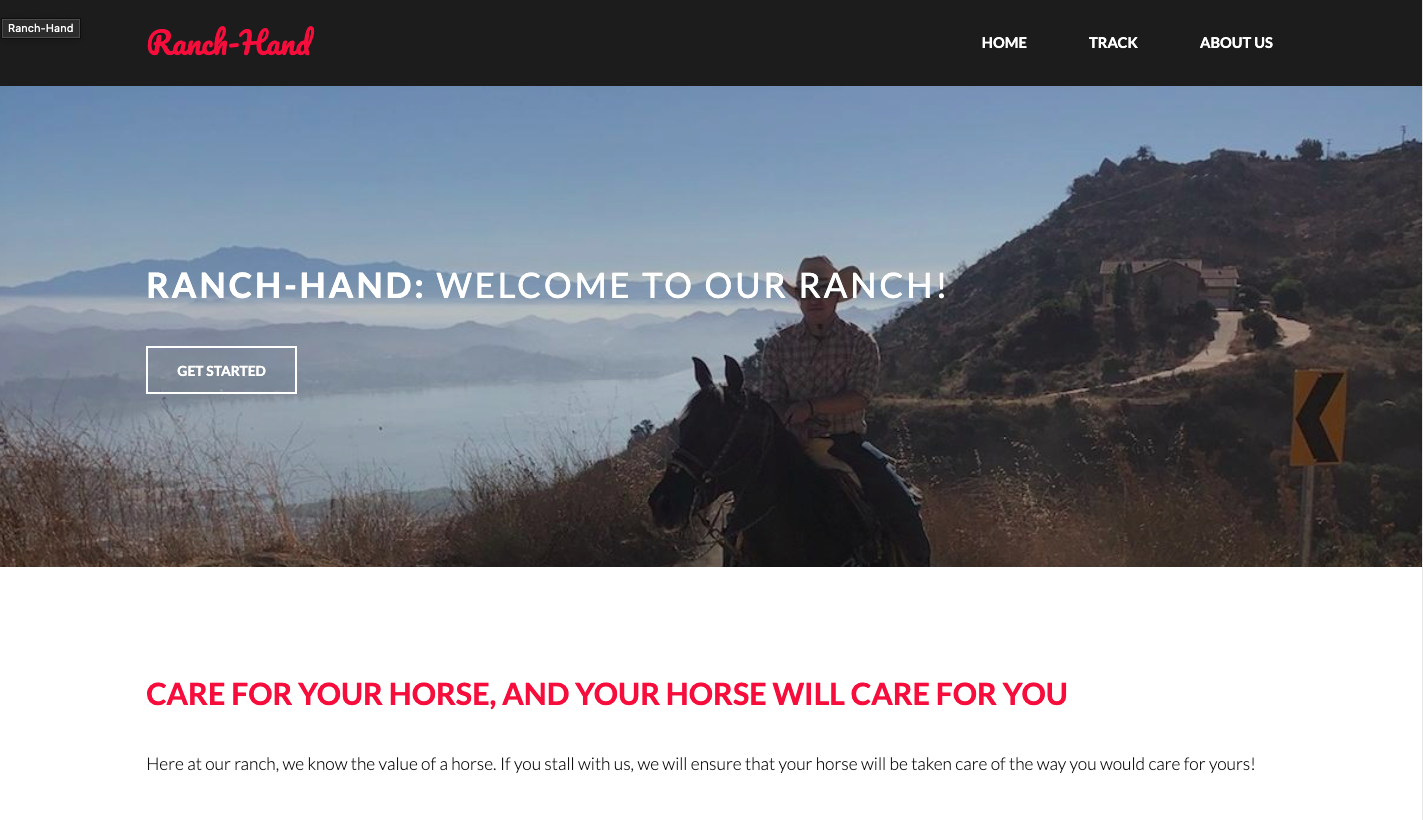 Ranch-Hand
Ranch-Hand
HOME TRACK ABOUT US
RANCH-HAND: WELCOME TO OUR RANCH!
GET STARTED
CARE FOR YOUR HORSE, AND YOUR HORSE WILL CARE FOR YOU
Here at our ranch, we know the value of a horse. If you stall with us, we will ensure that your horse will be taken care of the way you would care for yours!